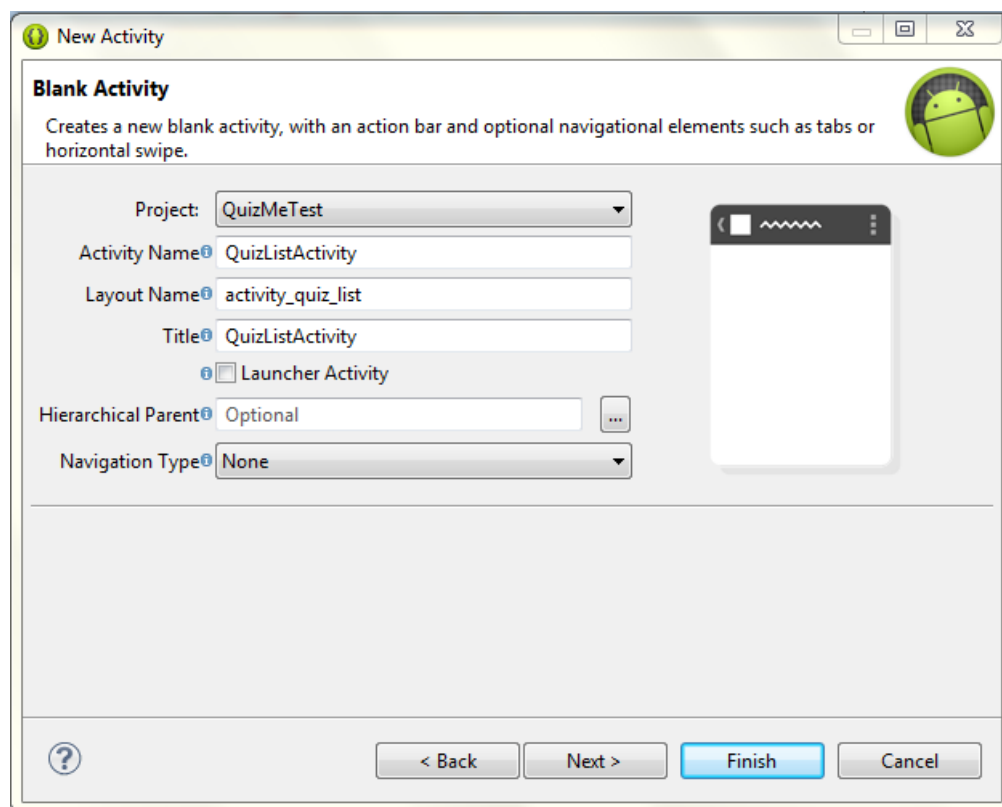 New Activity
Blank Activity
Creates a new blank activity, with an action bar and optional navigational elements such as tabs or
horizontal swipe.
Project: QuizMeTest
Activity Name QuizListActivity
Layout Name activity_quiz_list
Title QuizListActivity
Launcher Activity
Hierarchical Parent Optional ...
Navigation Type None
? < Back Next > Finish Cancel